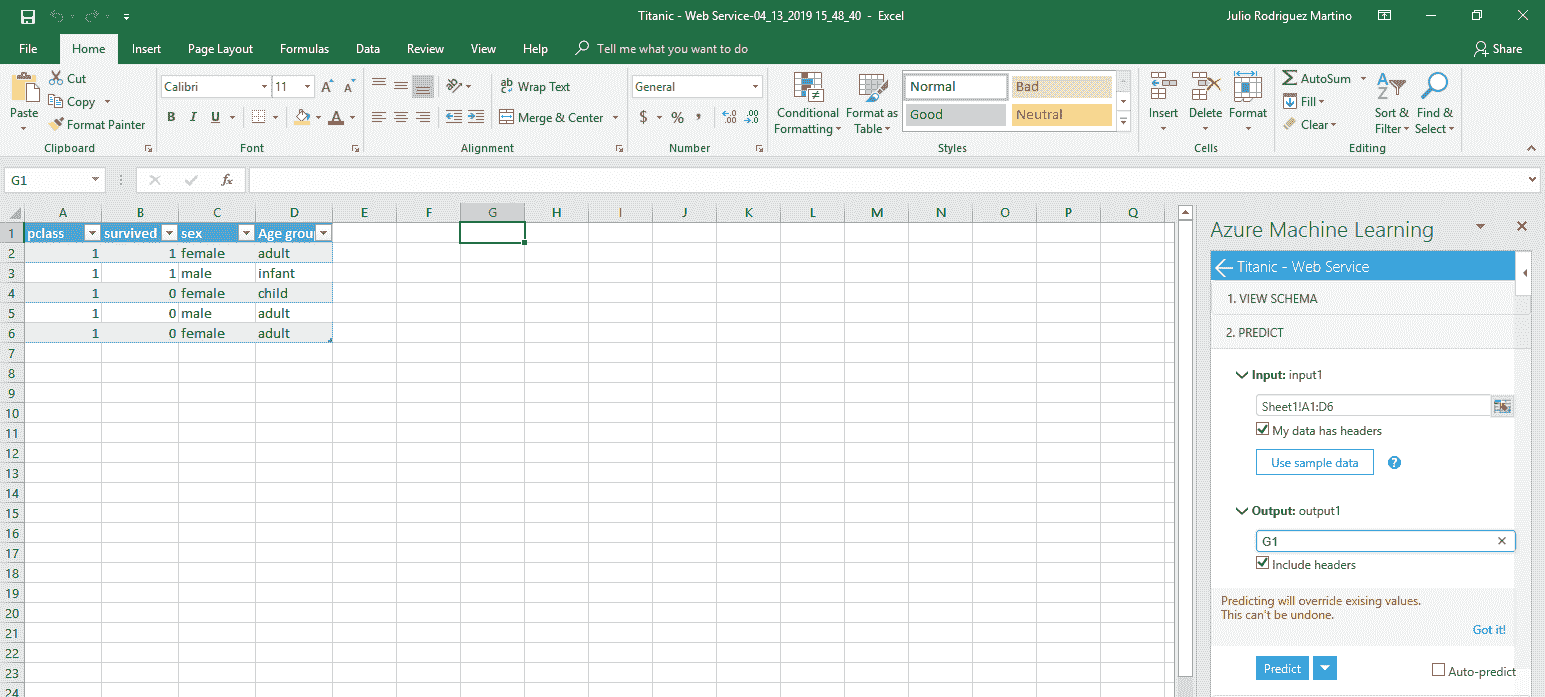 Titanic - Web Service-04_13_2019 15_48_40 - Excel
Julio Rodriguez Martino
File Home Insert Page Layout Formulas Data Review View Help Tell me what you want to do Share
Paste
Cut
Copy
Format Painter
Clipboard
Calibri 11 A A
B I U A
Font
ab Wrap Text
Merge & Center
Alignment
General
$ % ,
Number
Conditional Formatting
Format as Table
Normal Bad
Good Neutral
Styles
Insert Delete Format
Cells
AutoSum
Fill
Clear
Sort & Filter
Find & Select
Editing
G1 fx
A B C D E F G H I J K L M N O P Q
1 pclass survived sex Age grou
2 1 1 female adult
3 1 1 male infant
4 1 0 female child
5 1 0 male adult
6 1 0 female adult
7
8
9
10
11
12
13
14
15
16
17
18
19
20
21
22
23
24
Azure Machine Learning
Titanic - Web Service
1. VIEW SCHEMA
2. PREDICT
Input: input1
Sheet1!A1:D6
My data has headers
Use sample data ?
Output: output1
G1
Include headers
Predicting will override exising values.
This can't be undone.
Got it!
Predict
Auto-predict